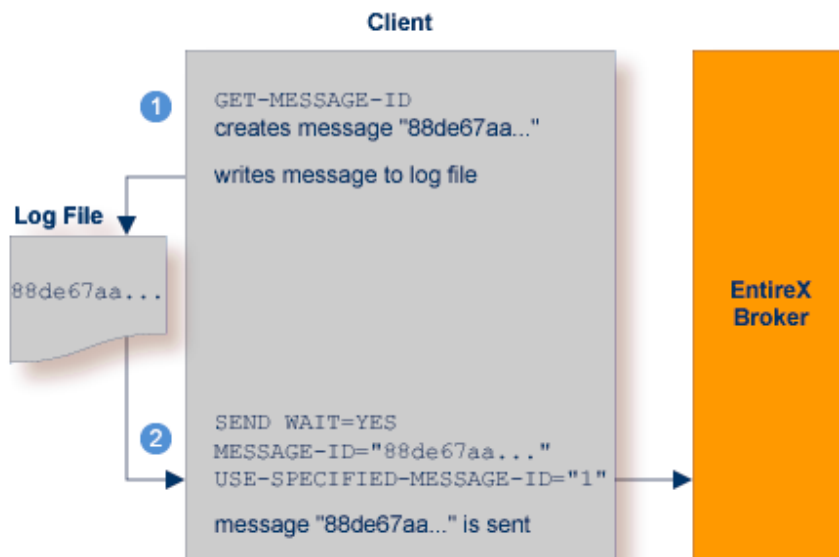 Client
1
GET-MESSAGE-ID
creates message "88de67aa..."
writes message to log file
Log File
88de67aa...
EntireX
Broker
2
SEND WAIT=YES
MESSAGE-ID="88de67aa..."
USE-SPECIFIED-MESSAGE-ID="1"
message "88de67aa..." is sent